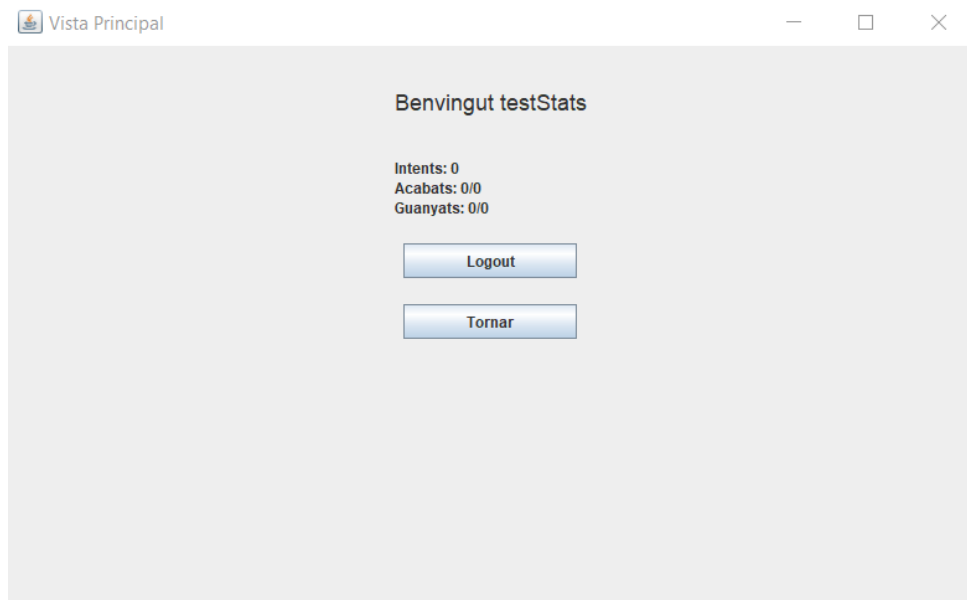 Vista Principal
Benvingut testStats
Intents: 0
Acabats: 0/0
Guanyats: 0/0
Logout
Tornar